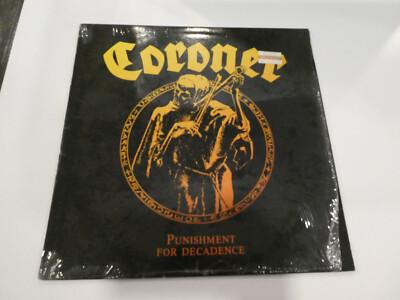 Coroner
Punishment
for decadence